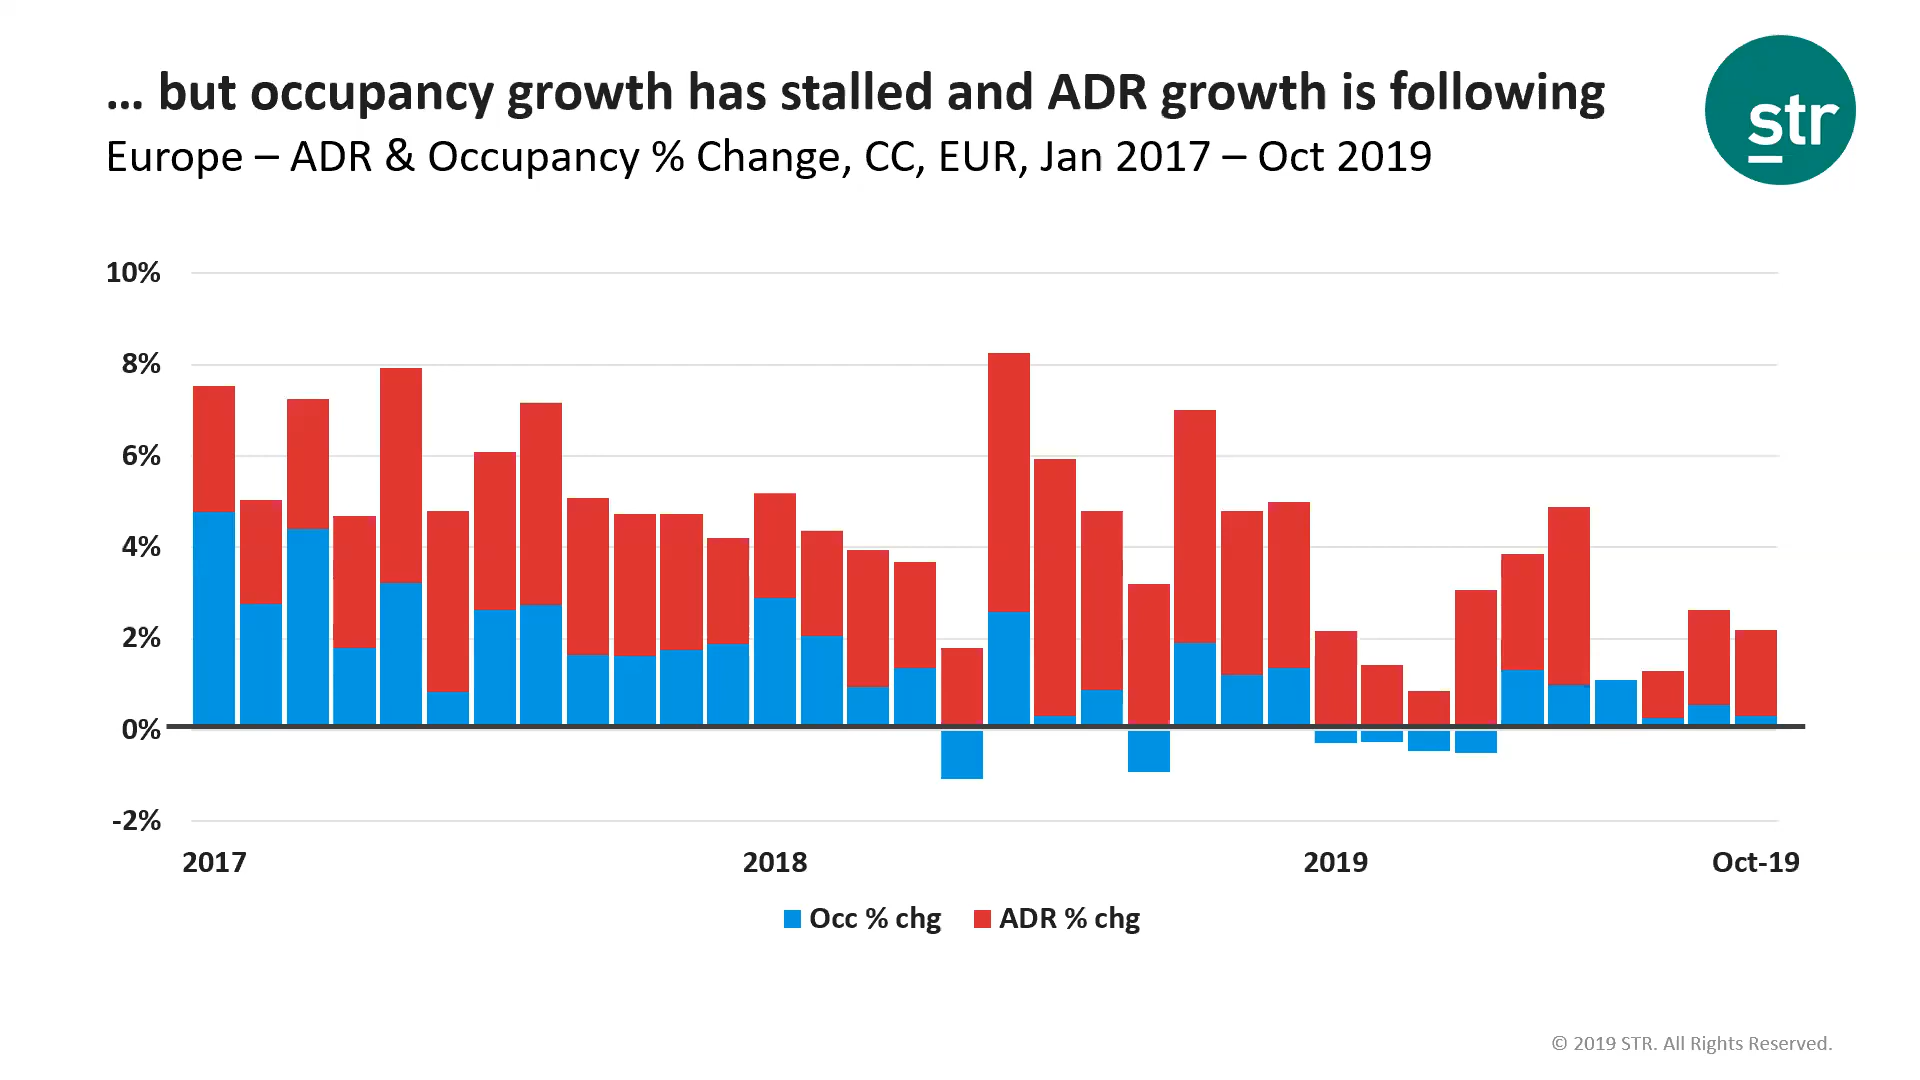 ... but occupancy growth has stalled and ADR growth is following
Europe – ADR & Occupancy % Change, CC, EUR, Jan 2017 – Oct 2019
str
10%
8%
6%
4%
2%
0%
-2%
2017 2018 2019 Oct-19
Occ % chg ADR % chg
© 2019 STR. All Rights Reserved.